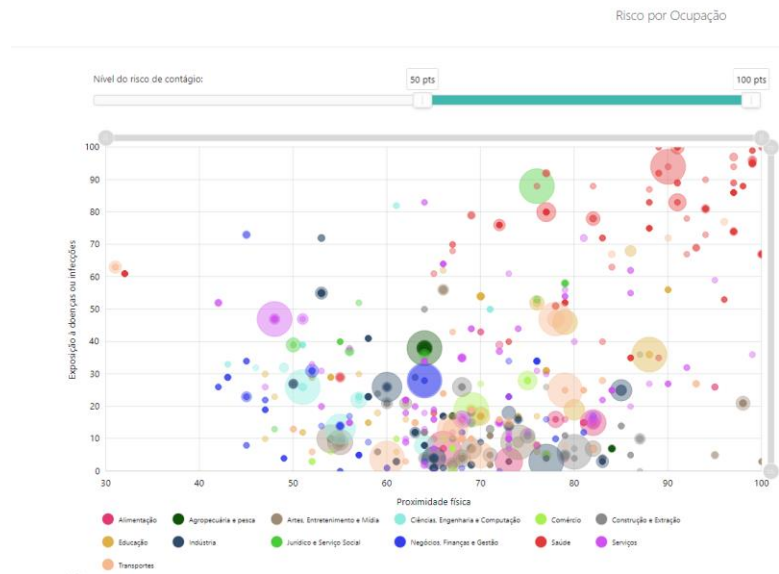 Risco por Ocupação
Nível do risco de contágio:
50 pts
100 pts
Exposição a doenças ou infecções
100
90
80
70
60
50
40
30
20
10
0
30 40 50 60 70 80 90 100
Proximidade física
Alimentação Agropecuária e pesca Artes, Entretenimento e Mídia Ciências, Engenharia e Computação Comércio Construção e Extração
Educação Indústria Jurídico e Serviço Social Negócios, Finanças e Gestão Saúde Serviços
Transportes